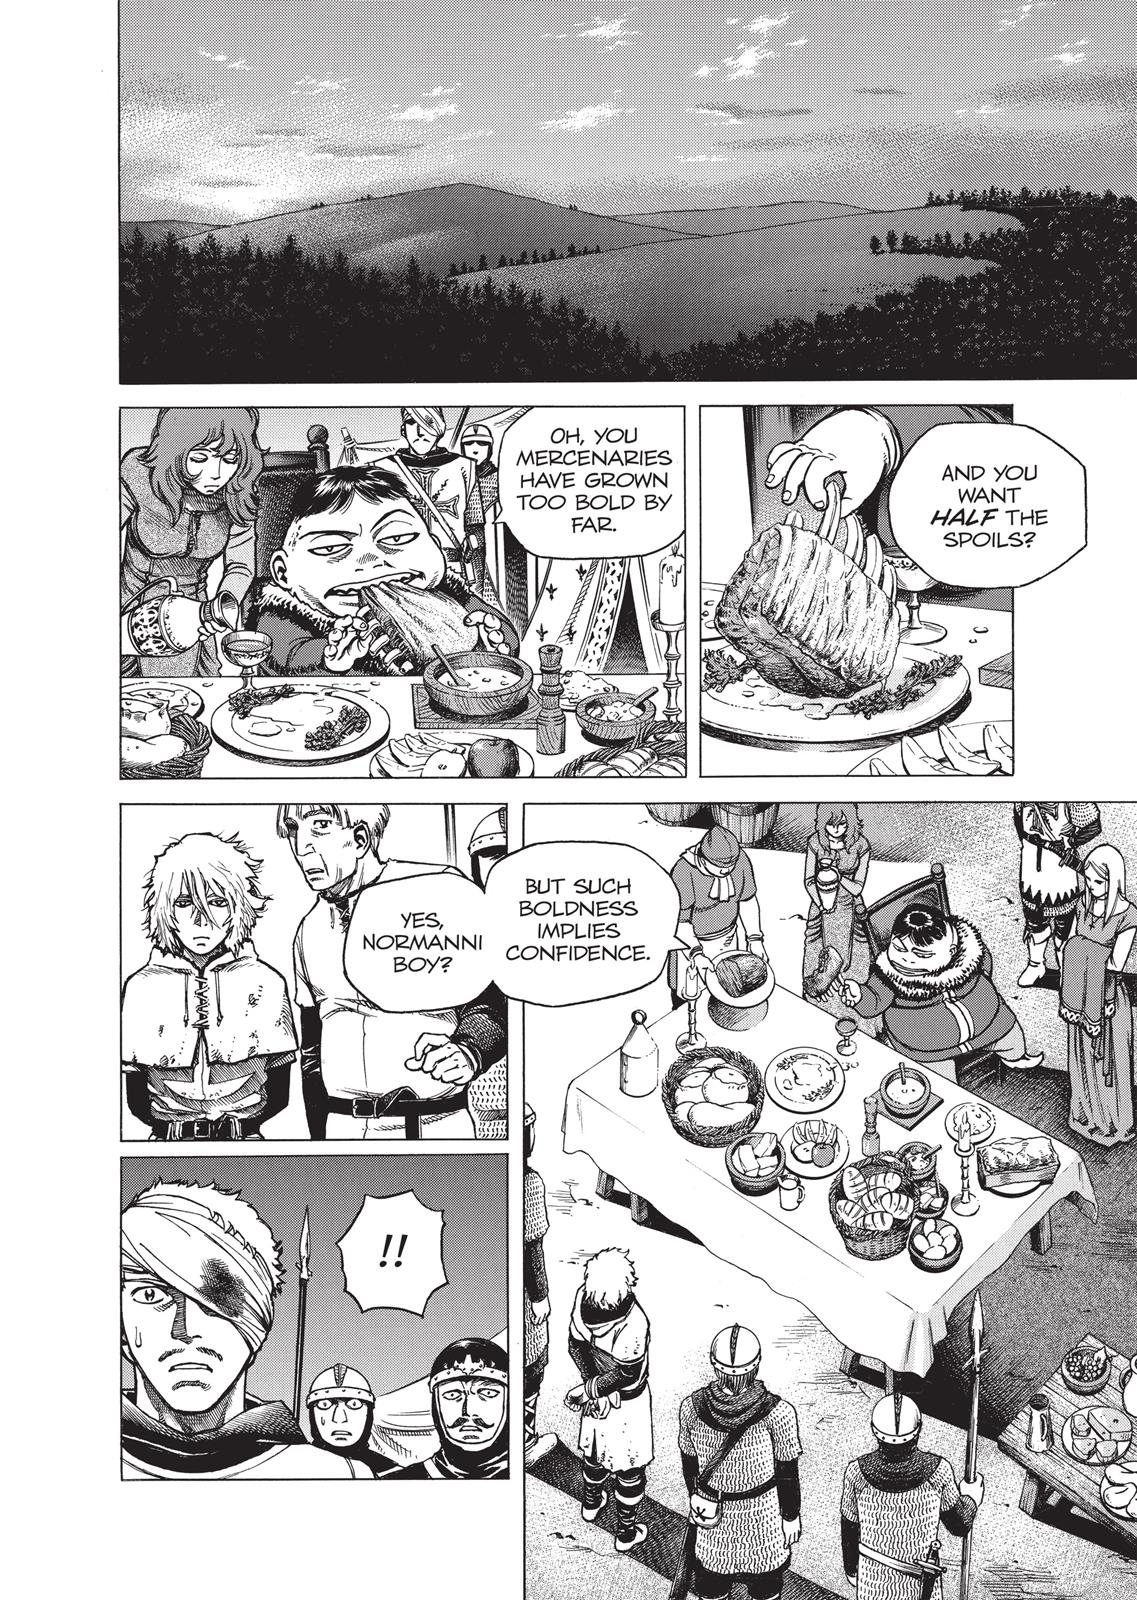 AND YOU
WANT
HALF THE
SPOILS?
OH, YOU
MERCENARIES
HAVE GROWN
TOO BOLD BY
FAR.
BUT SUCH
BOLDNESS
IMPLIES
CONFIDENCE.
YES,
NORMANNI
BOY?
!!